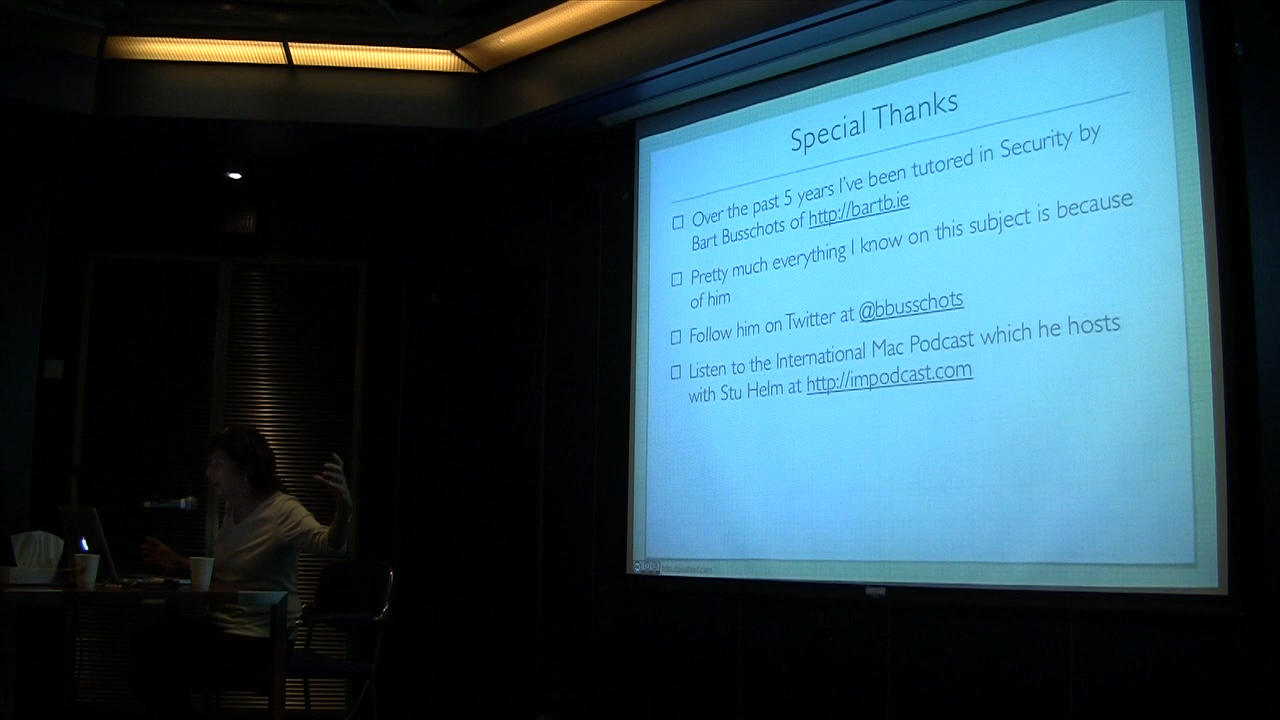 Special Thanks
Over the past 5 years I've been tutored in Security by
Bart Busschots of http://bartb.ie
Pretty much everything I know on this subject is because
of him
Follow him on Twitter at @bbusschots
Listen to the International Mac Podcast which he hosts
with Stu Helm at http://impodcast.com